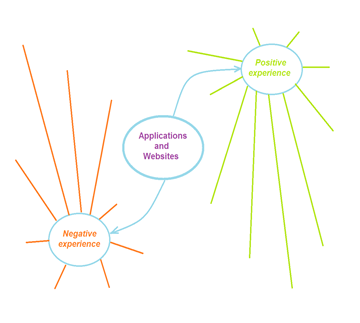 Positive
experience
Applications
and
Websites
Negative
experience